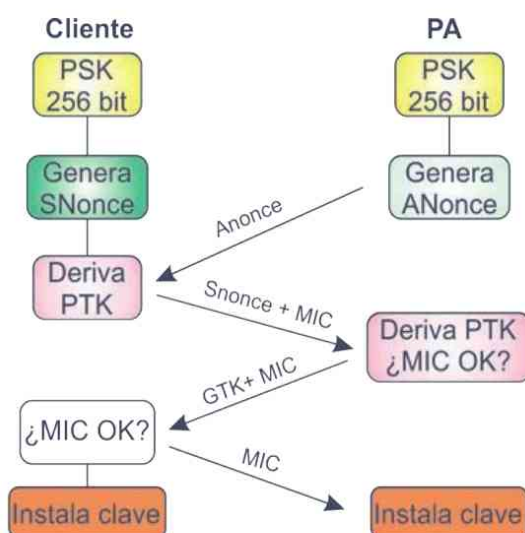 Cliente
PA
PSK
256 bit
PSK
256 bit
Genera
SNonce
Genera
ANonce
Anonce
Deriva
PTK
Snonce + MIC
Deriva PTK
¿MIC OK?
GTK+ MIC
¿MIC OK?
MIC
Instala clave
Instala clave